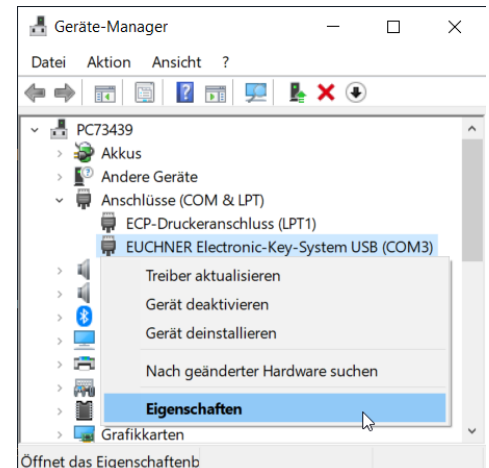 Geräte-Manager
Datei Aktion Ansicht ?
PC73439
Akkus
Andere Geräte
Anschlüsse (COM & LPT)
ECP-Druckeranschluss (LPT1)
EUCHNER Electronic-Key-System USB (COM3)
Treiber aktualisieren
Gerät deaktivieren
Gerät deinstallieren
Nach geänderter Hardware suchen
Eigenschaften
Grafikkarten
Öffnet das Eigenschaftenb